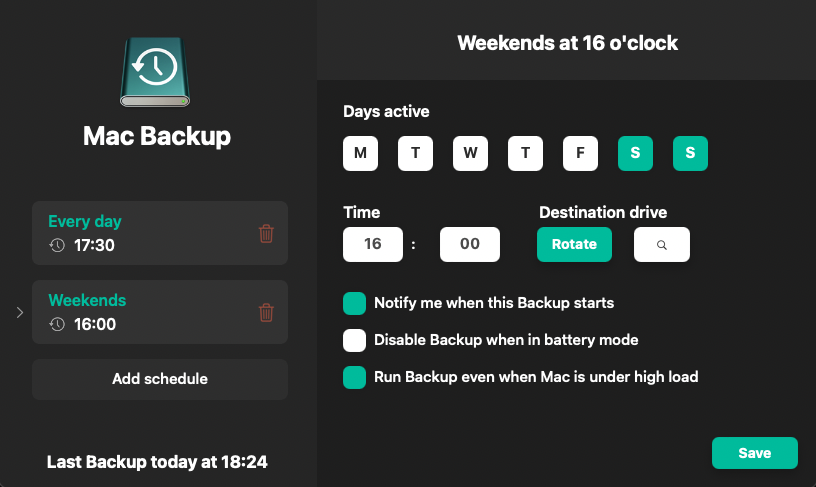 Mac Backup
Every day
17:30
Weekends
16:00
Add schedule
Last Backup today at 18:24
Weekends at 16 o'clock
Days active
M T W T F S S
Time
16 : 00
Destination drive
Rotate
Notify me when this Backup starts
Disable Backup when in battery mode
Run Backup even when Mac is under high load
Save